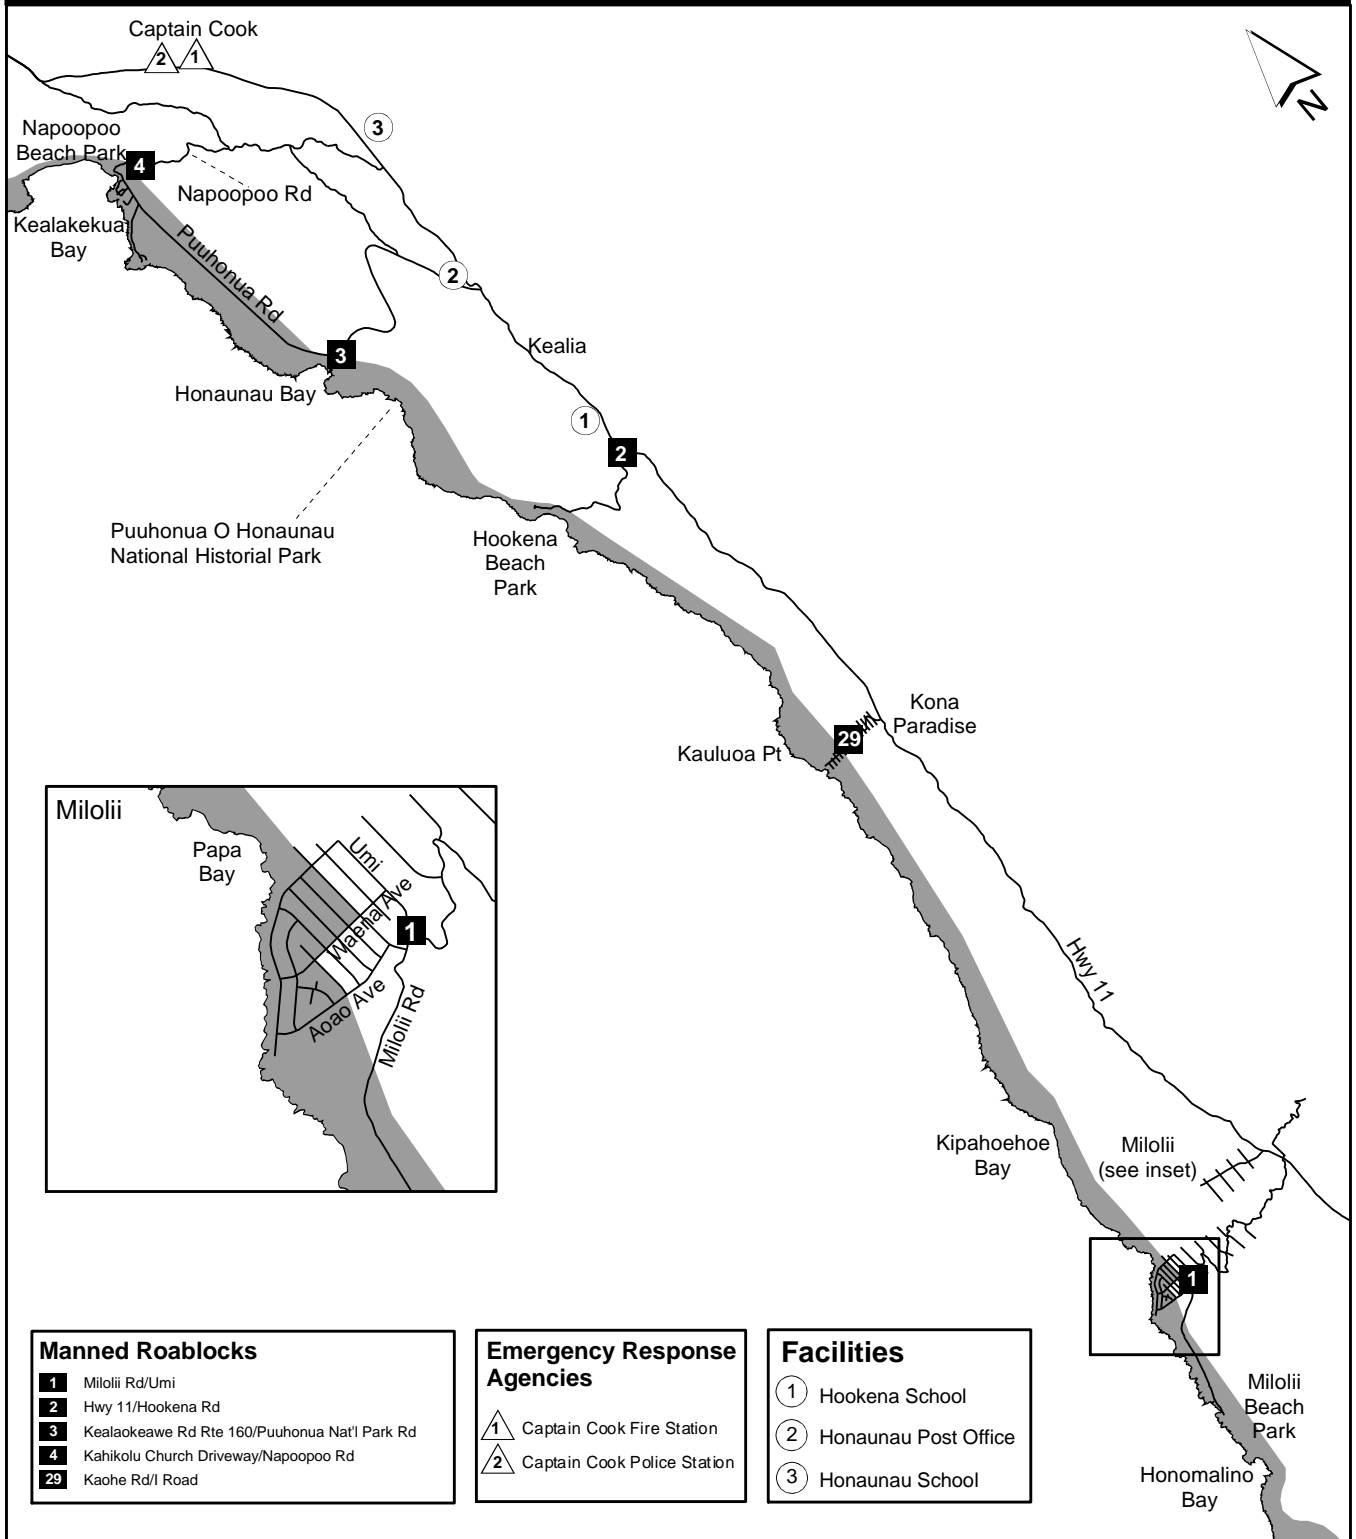 Captain Cook
2
1
3
Napoopoo
Beach Park
4
Napoopoo Rd
N
Kealakekua
Bay
Puuhonua Rd
2
3
Kealia
Honaunau Bay
1
2
Puuhonua O Honaunau
National Historial Park
Hookena
Beach
Park
Kona
Paradise
29
Kauluoa Pt
Milolii
Papa
Bay
Umi
Waena Ave
1
Aoao Ave
Milolii Rd
Hwy 11
Kipahoehoe
Bay
Milolii
(see inset)
1
Milolii
Beach
Park
Honomalino
Bay
Manned Roablocks
1 Milolii Rd/Umi
2 Hwy 11/Hookena Rd
3 Kealaokeawe Rd Rte 160/Puuhonua Nat'l Park Rd
4 Kahikolu Church Driveway/Napoopoo Rd
29 Kaohe Rd/I Road
Emergency Response
Agencies
1 Captain Cook Fire Station
2 Captain Cook Police Station
Facilities
1 Hookena School
2 Honaunau Post Office
3 Honaunau School